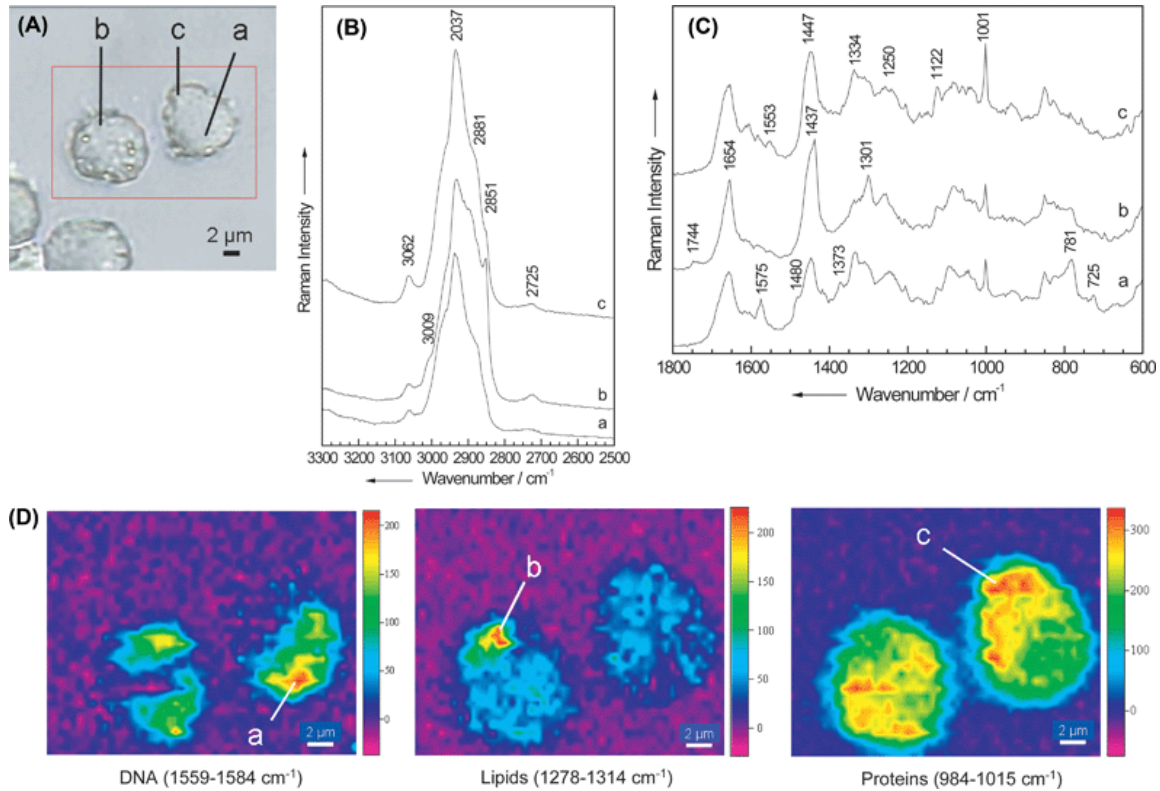 (A)
b
c
a
2 µm
(B)
2037
2881
2851
3062
3009
2725
c
b
a
Raman Intensity
3300 3100 3000 2900 2800 2700 2600 2500
Wavenumber / cm⁻¹
(C)
1447
1334
1250
1122
1001
1553
c
1437
1654
1301
1744
b
1575
1480
1373
781
725
a
Raman Intensity
1800 1600 1400 1200 1000 800 600
Wavenumber / cm⁻¹
(D)
a
2 µm
200
150
100
50
0
DNA (1559-1584 cm⁻¹)
b
2 µm
200
150
100
50
0
Lipids (1278-1314 cm⁻¹)
c
2 µm
300
200
100
0
Proteins (984-1015 cm⁻¹)